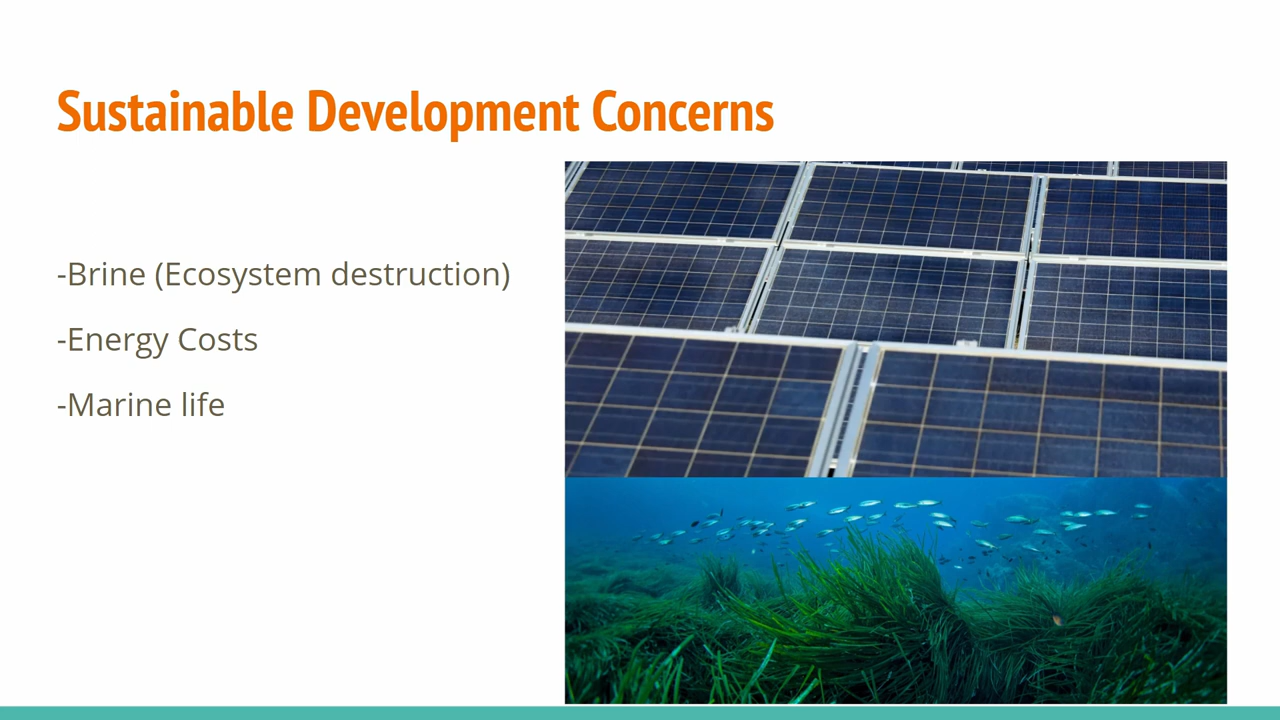 Sustainable Development Concerns
-Brine (Ecosystem destruction)
-Energy Costs
-Marine life